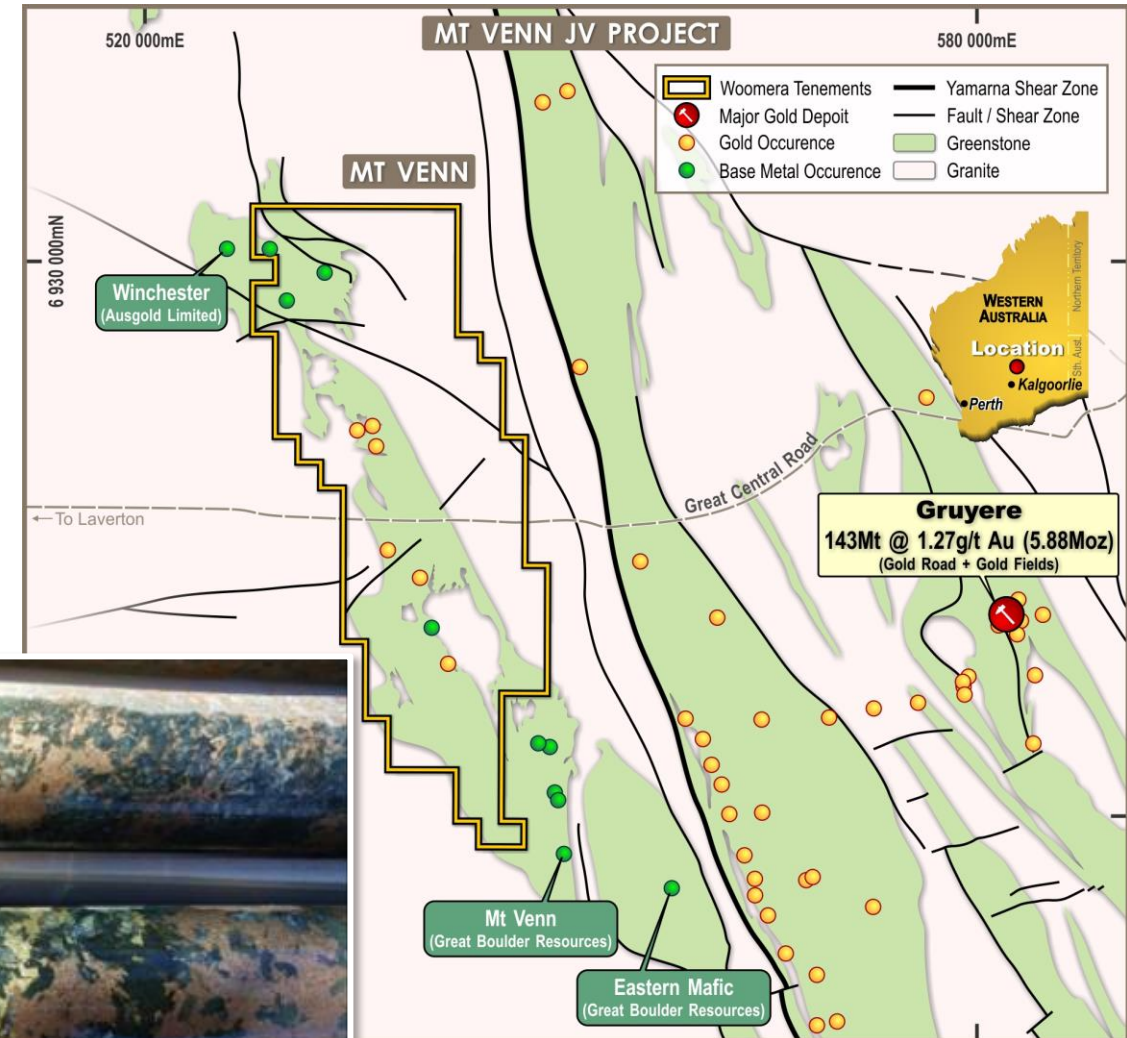 520 000mE
MT VENN JV PROJECT
580 000mE
Woomera Tenements
Major Gold Depoit
Gold Occurence
Base Metal Occurence
Yamarna Shear Zone
Fault / Shear Zone
Greenstone
Granite
MT VENN
6 930 000mN
Winchester
(Ausgold Limited)
WESTERN
AUSTRALIA
Northern Territory
Sth. Aust.
Location
Kalgoorlie
Perth
Great Central Road
To Laverton
Gruyere
143Mt @ 1.27g/t Au (5.88Moz)
(Gold Road + Gold Fields)
Mt Venn
(Great Boulder Resources)
Eastern Mafic
(Great Boulder Resources)